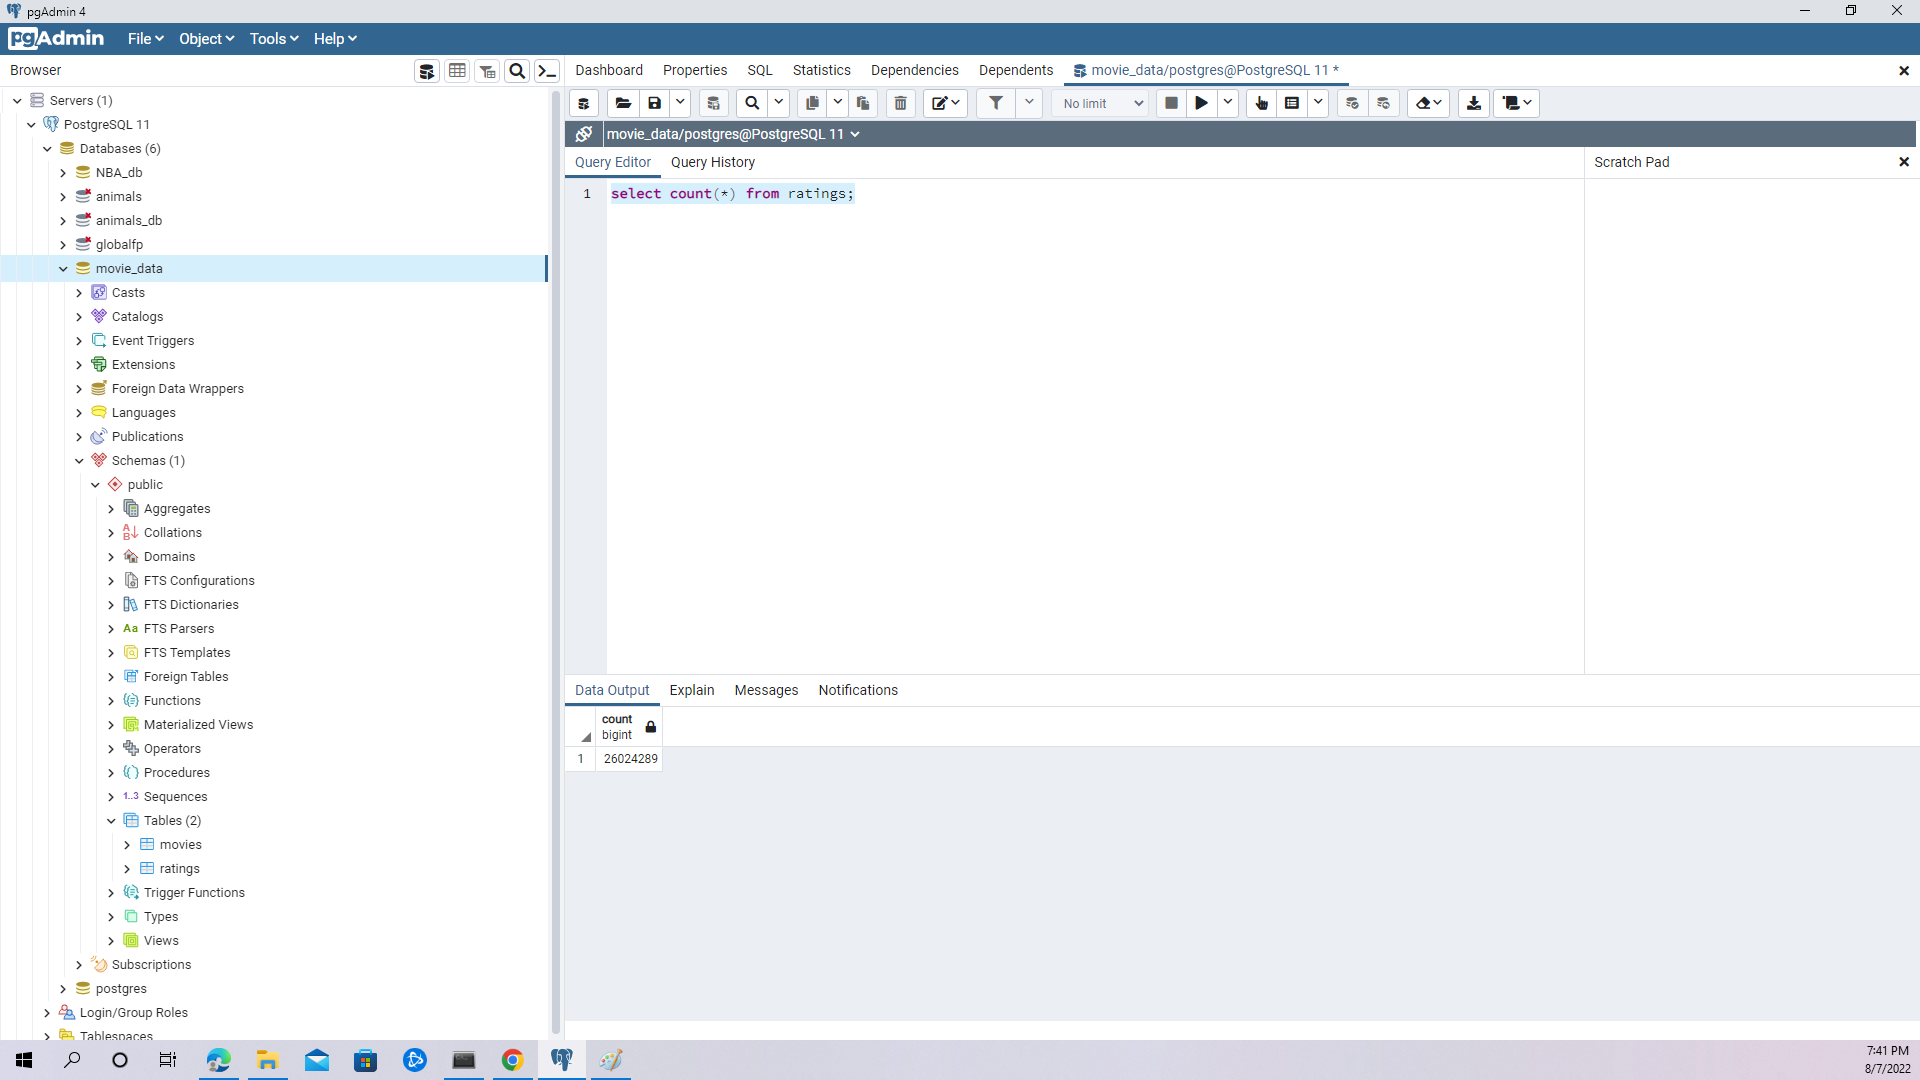 pgAdmin 4
pgAdmin File Object Tools Help
Browser
Servers (1)
PostgreSQL 11
Databases (6)
NBA_db
animals
animals_db
globalfp
movie_data
Casts
Catalogs
Event Triggers
Extensions
Foreign Data Wrappers
Languages
Publications
Schemas (1)
public
Aggregates
Collations
Domains
FTS Configurations
FTS Dictionaries
Aa FTS Parsers
FTS Templates
Foreign Tables
Functions
Materialized Views
Operators
Procedures
1..3 Sequences
Tables (2)
movies
ratings
Trigger Functions
Types
Views
Subscriptions
postgres
Login/Group Roles
Tablespaces
Dashboard Properties SQL Statistics Dependencies Dependents movie_data/postgres@PostgreSQL 11 *
No limit
movie_data/postgres@PostgreSQL 11
Query Editor Query History
Scratch Pad
1 select count(*) from ratings;
Data Output Explain Messages Notifications
count
bigint
1 26024289
7:41 PM
8/7/2022